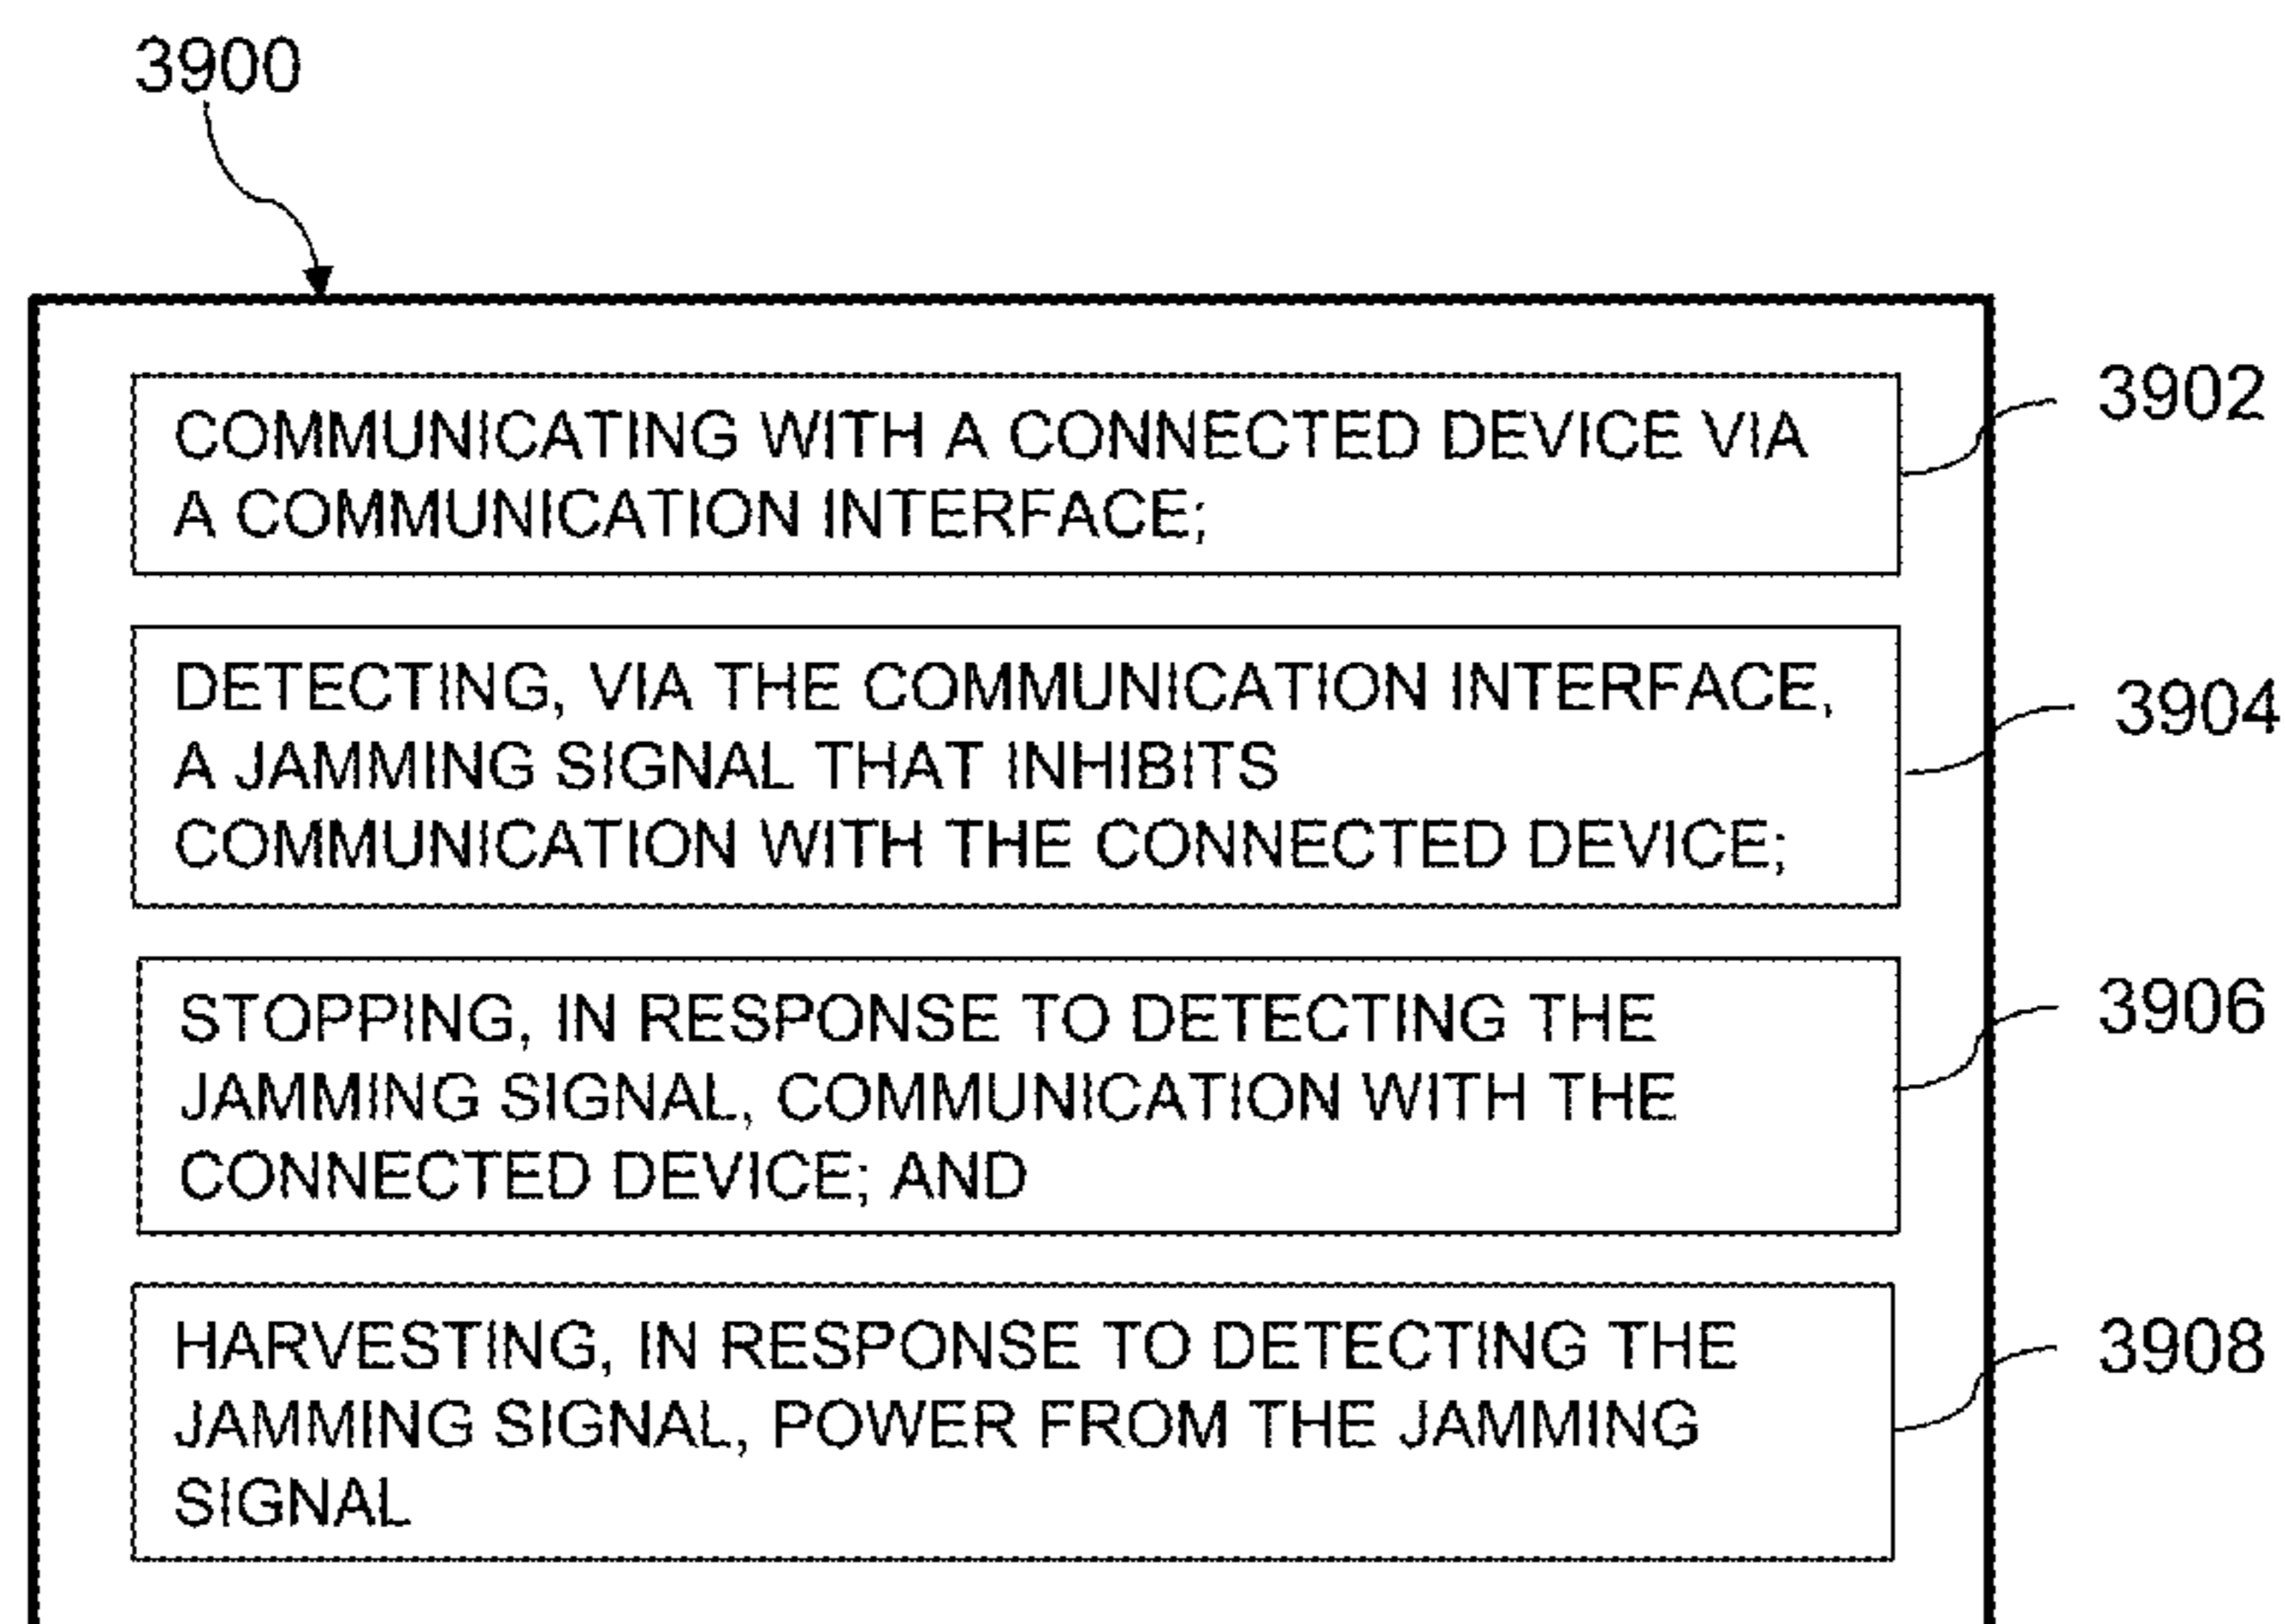 3900
COMMUNICATING WITH A CONNECTED DEVICE VIA
A COMMUNICATION INTERFACE;
3902
DETECTING, VIA THE COMMUNICATION INTERFACE,
A JAMMING SIGNAL THAT INHIBITS
COMMUNICATION WITH THE CONNECTED DEVICE;
3904
STOPPING, IN RESPONSE TO DETECTING THE
JAMMING SIGNAL, COMMUNICATION WITH THE
CONNECTED DEVICE; AND
3906
HARVESTING, IN RESPONSE TO DETECTING THE
JAMMING SIGNAL, POWER FROM THE JAMMING
SIGNAL
3908